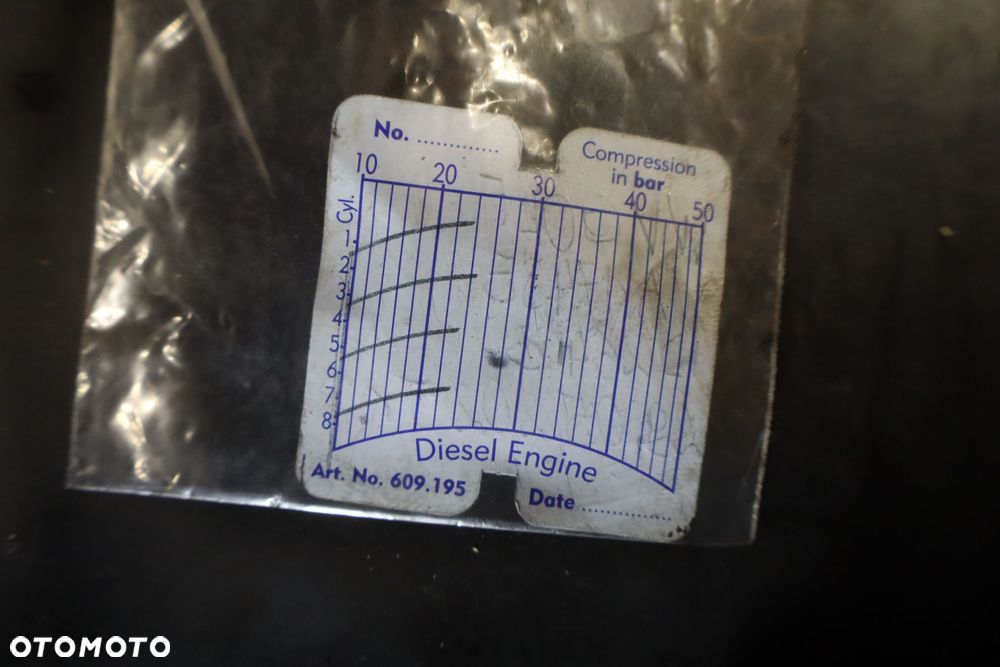 No. ..............
Compression
in bar
10 20 30 40 50
Cyl.
1
2
3
4
5
6
7
8
Diesel Engine
Art. No. 609.195
Date ................
OTOMOTO